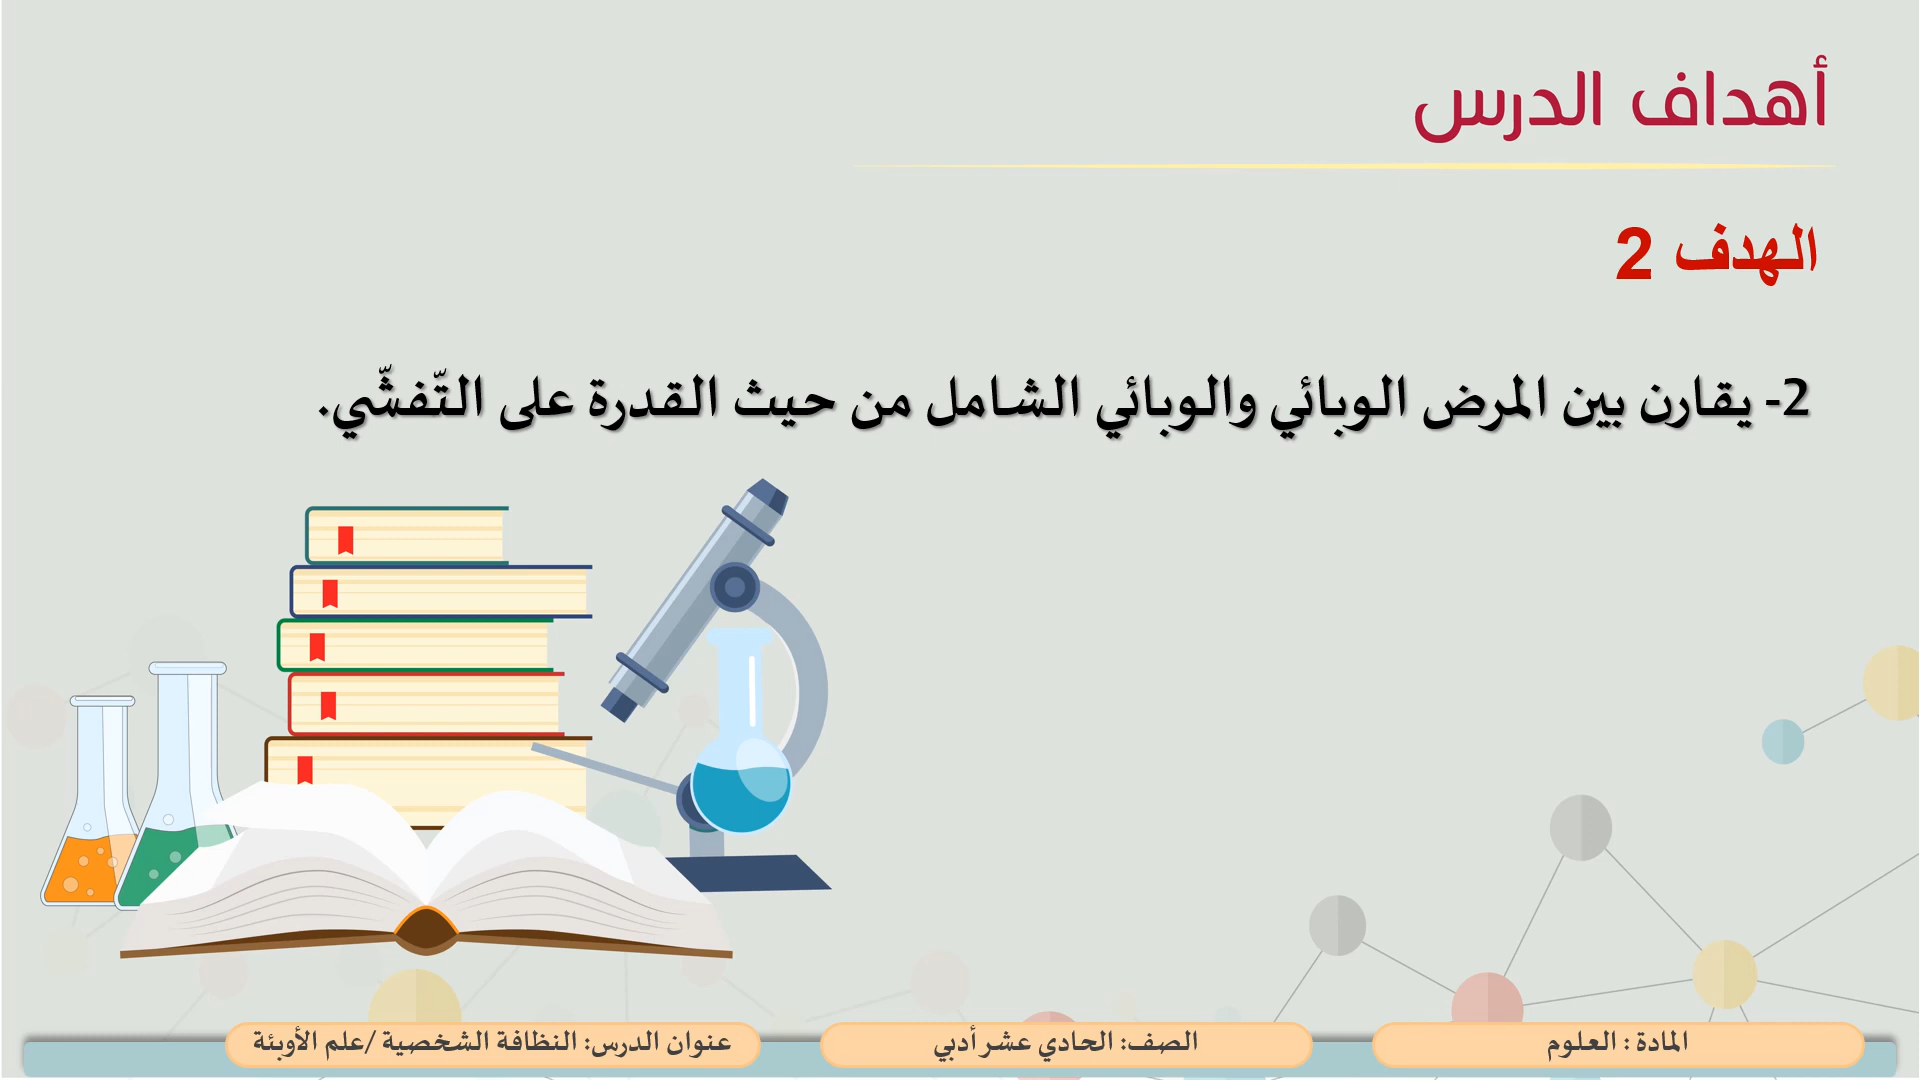 أهداف الدرس
الهدف 2
2- يقارن بين المرض الوبائي والوبائي الشامل من حيث القدرة على التّفشّي.
المادة : العلوم
الصف: الحادي عشر أدبي
عنوان الدرس: النظافة الشخصية /علم الأوبئة